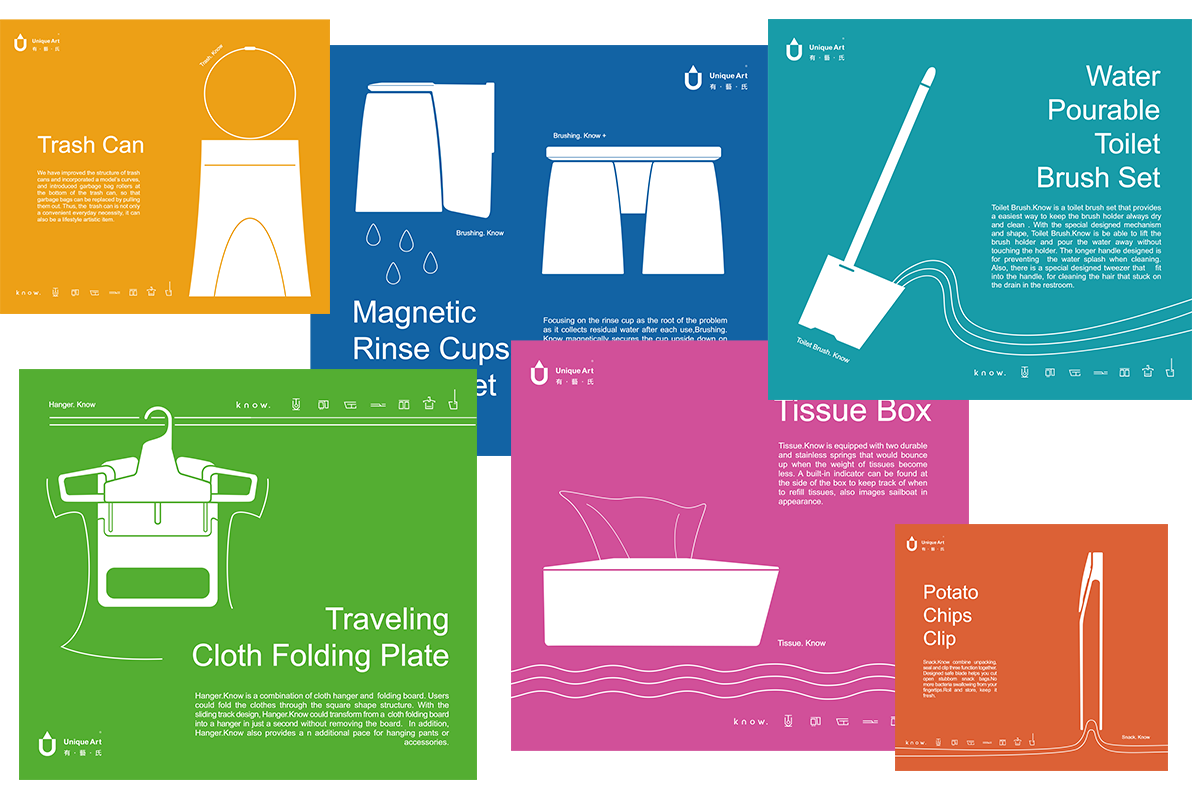 Unique Art
有・藝・氏
Trash. Know
Trash Can
We have improved the structure of trash
cans and incorporated a model's curves,
and introduced garbage bag rollers at
the bottom of the trash can, so that
garbage bags can be replaced by pulling
them out. Thus, the trash can is not only
a convenient everyday necessity, it can
also be a lifestyle artistic item.
know.
Unique Art
有・藝・氏
Brushing. Know +
Brushing. Know
Magnetic
Rinse Cups
et
Focusing on the rinse cup as the root of the problem
as it collects residual water after each use,Brushing.
Know magnetically secures the cup upside down on
Unique Art
有・藝・氏
Water
Pourable
Toilet
Brush Set
Toilet Brush.Know is a toilet brush set that provides
a easiest way to keep the brush holder always dry
and clean . With the special designed mechanism
and shape, Toilet Brush.Know is be able to lift the
brush holder and pour the water away without
touching the holder. The longer handle designed is
for preventing the water splash when cleaning.
Also, there is a special designed tweezer that fit
into the handle, for cleaning the hair that stuck on
the drain in the restroom.
Toilet Brush. Know
know.
Hanger. Know
know.
Traveling
Cloth Folding Plate
Hanger.Know is a combination of cloth hanger and folding board. Users
could fold the clothes through the square shape structure. With the
sliding track design, Hanger.Know could transform from a cloth folding board
into a hanger in just a second without removing the board. In addition,
Hanger.Know also provides a n additional pace for hanging pants or
accessories.
Unique Art
有・藝・氏
Unique Art
有・藝・氏
Tissue Box
Tissue.Know is equipped with two durable
and stainless springs that would bounce
up when the weight of tissues become
less. A built-in indicator can be found at
the side of the box to keep track of when
to refill tissues, also images sailboat in
appearance.
Tissue. Know
know.
Unique Art
有・藝・氏
Potato
Chips
Clip
Snack.Know combine unpacking,
seal and clip three function together.
Designed safe blade helps you cut
open stubborn snack bags.No
more bacteria swallowing from your
fingertips.Roll and store, keep it
fresh.
Snack. Know
know.